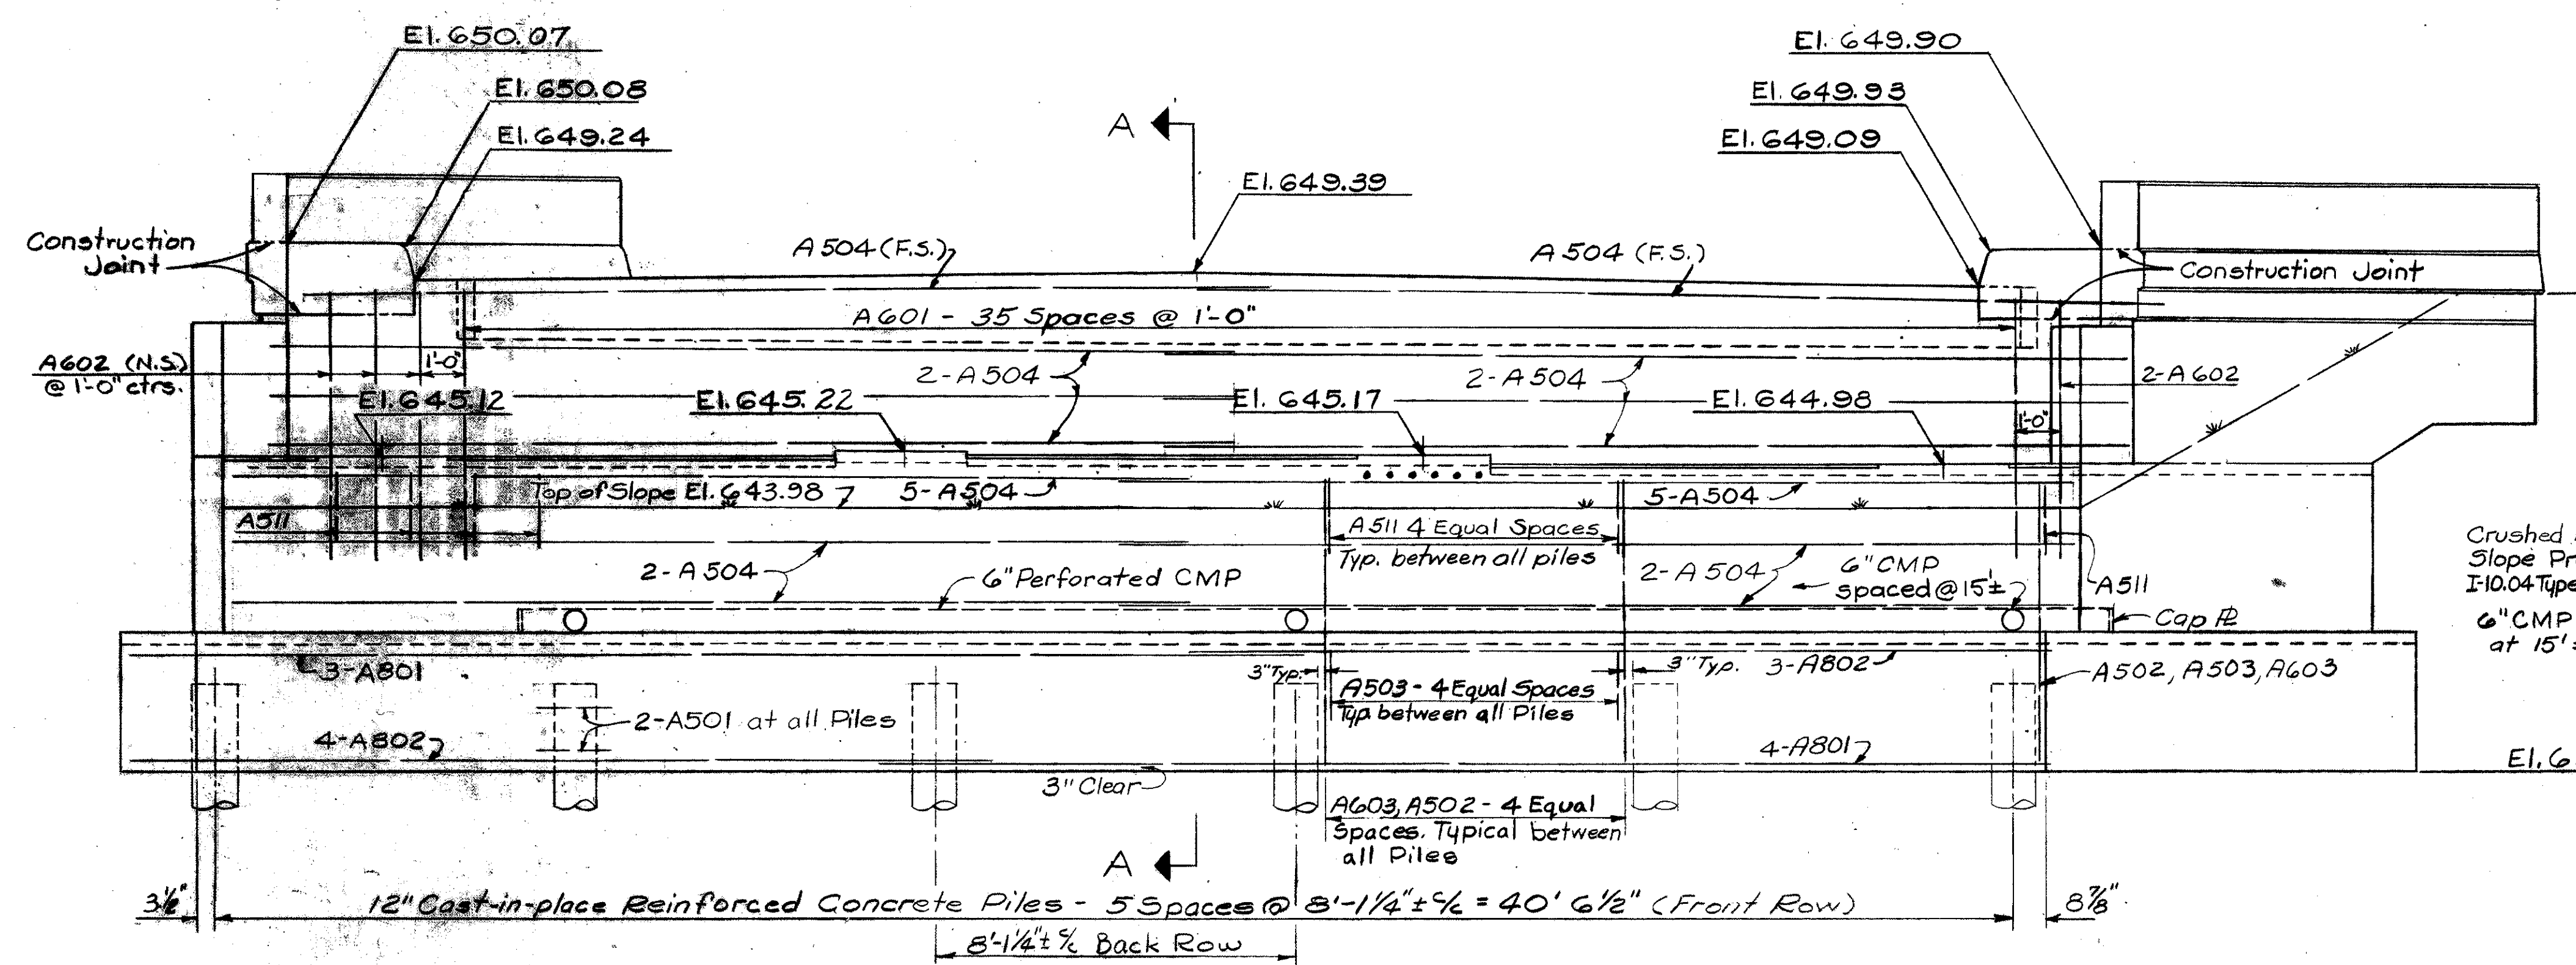 El. 650.07
El. 649.90
El. 650.08
El. 649.93
A
El. 649.24
El. 649.09
El. 649.39
Construction
Joint
A504 (F.S.)
A504 (F.S.)
Construction Joint
A601 - 35 Spaces @ 1'-0"
A602 (N.S.)
@ 1'-0" ctrs.
1'-0"
2-A504
2-A504
2-A602
El. 645.12
El. 645.22
El. 645.17
El. 644.98
1'-0"
Top of Slope El. 643.98
5-A504
5-A504
A511
A511 4 Equal Spaces
Typ. between all piles
Crushed
Slope Pr
I-10.04 Type
2-A504
6" Perforated CMP
2-A504
6" CMP
spaced @ 15'±
A511
Cap ℙL
6" CMP
at 15'
3-A801
3" Typ.
3" Typ.
3-A802
A502, A503, A603
A503 - 4 Equal Spaces
Typ. between all Piles
2-A501 at all Piles
4-A802
4-A801
3" Clear
El. 6
A603, A502 - 4 Equal
Spaces. Typical between
all Piles
A
3½"
12" Cast-in-place Reinforced Concrete Piles - 5 Spaces @ 8'-1¼"± c/c = 40' 6½" (Front Row)
8⅞"
8'-1¼"± c/c Back Row